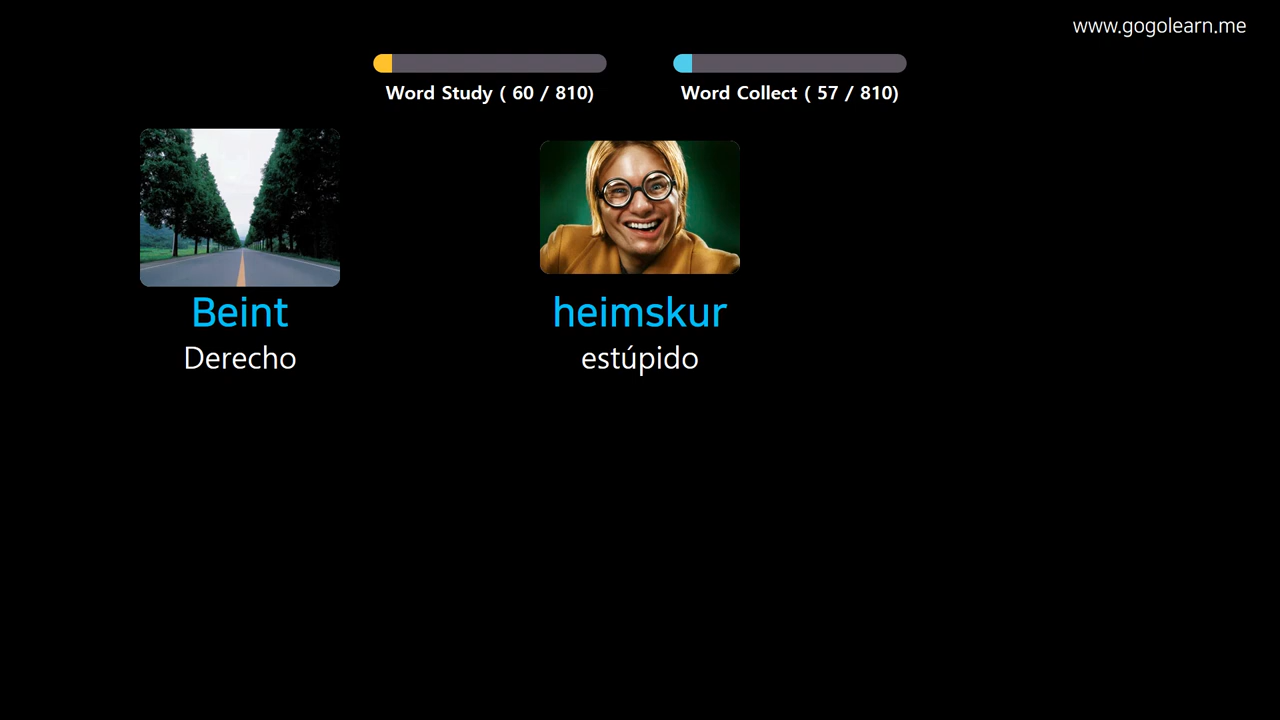 www.gogolearn.me
Word Study ( 60 / 810)
Word Collect ( 57 / 810)
Beint
heimskur
Derecho
estúpido